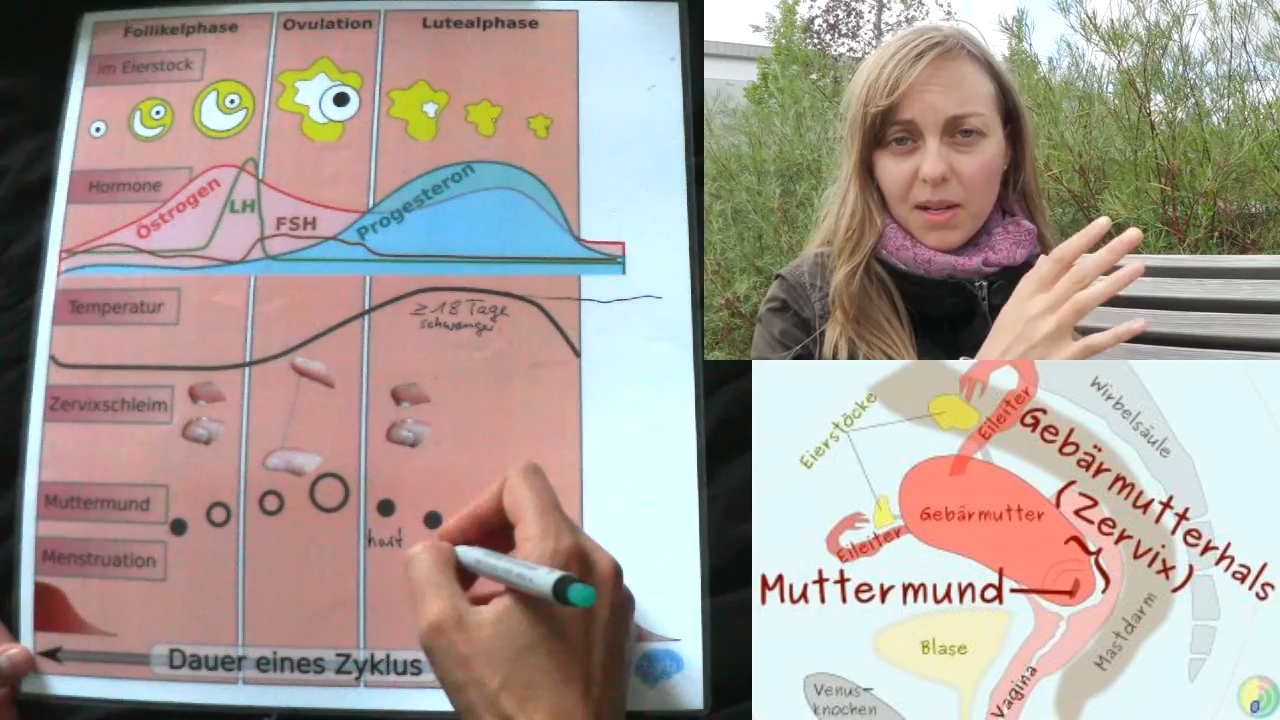 Follikelphase
Ovulation
Lutealphase
im Eierstock
Hormone
Östrogen
LH
FSH
Progesteron
Temperatur
≥18 Tage
schwanger
Zervixschleim
Muttermund
hart
Menstruation
Dauer eines Zyklus
Eierstöcke
Eileiter
Wirbelsäule
Gebärmutterhals
(Zervix)
Gebärmutter
Eileiter
Muttermund
Blase
Mastdarm
Vagina
Venus-
knochen